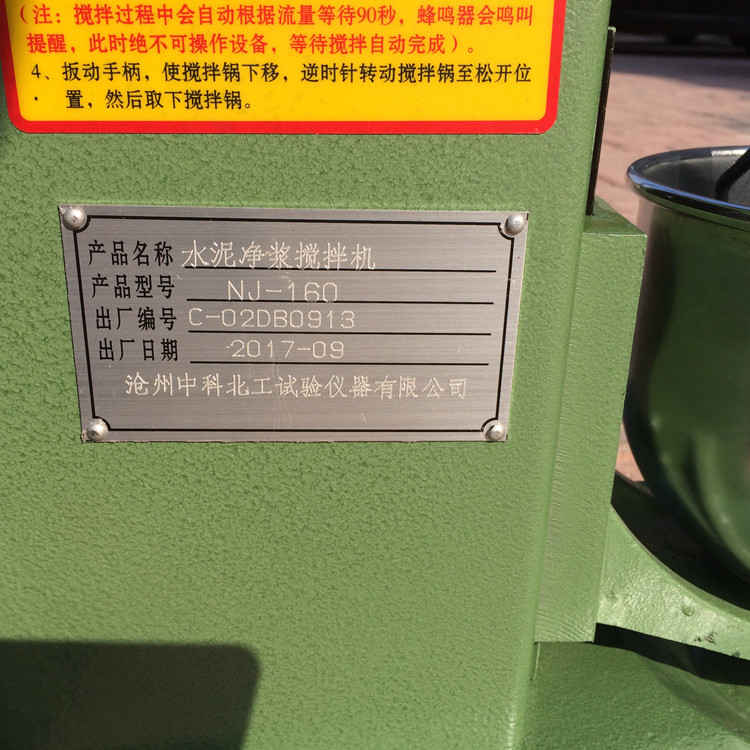 （注：搅拌过程中会自动根据流量等待90秒，蜂鸣器会鸣叫
提醒，此时绝不可操作设备，等待搅拌自动完成）。
4、扳动手柄，使搅拌锅下移，逆时针转动搅拌锅至松开位
置，然后取下搅拌锅。
产品名称 水泥净浆搅拌机
产品型号 NJ-160
出厂编号 C-02DB0913
出厂日期 2017-09
沧州中科北工试验仪器有限公司